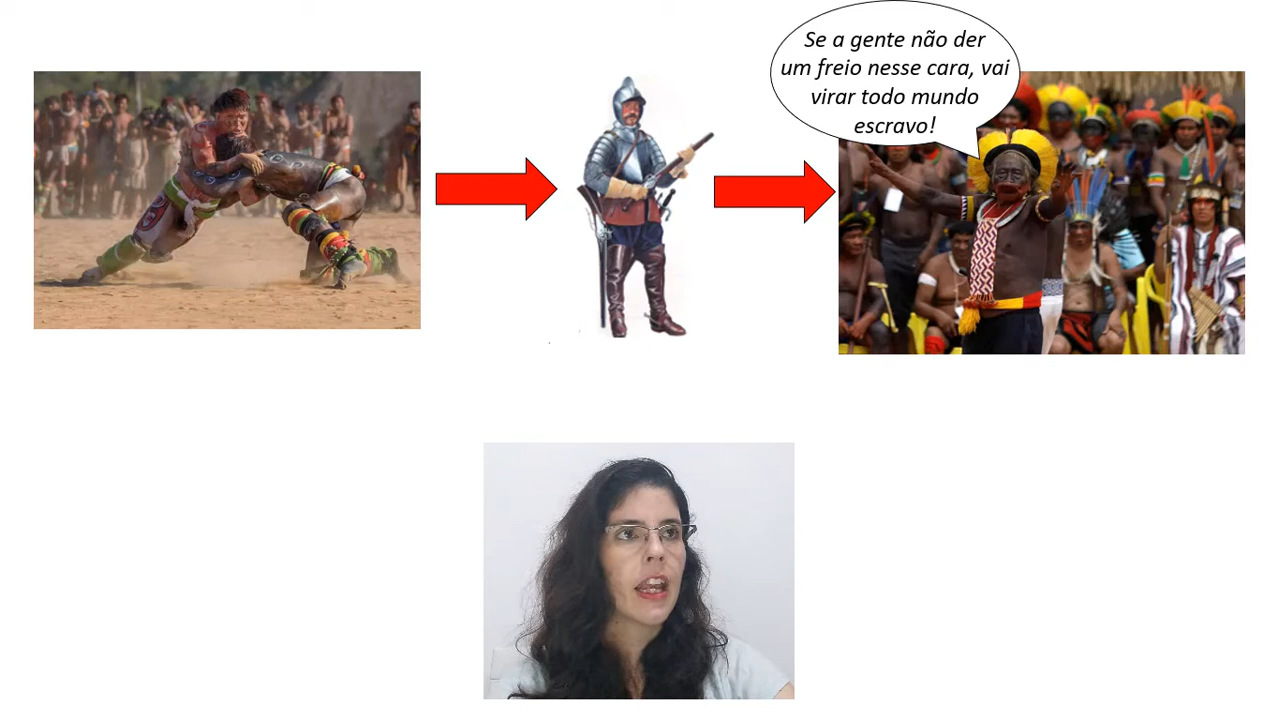 Se a gente não der
um freio nesse cara, vai
virar todo mundo
escravo!